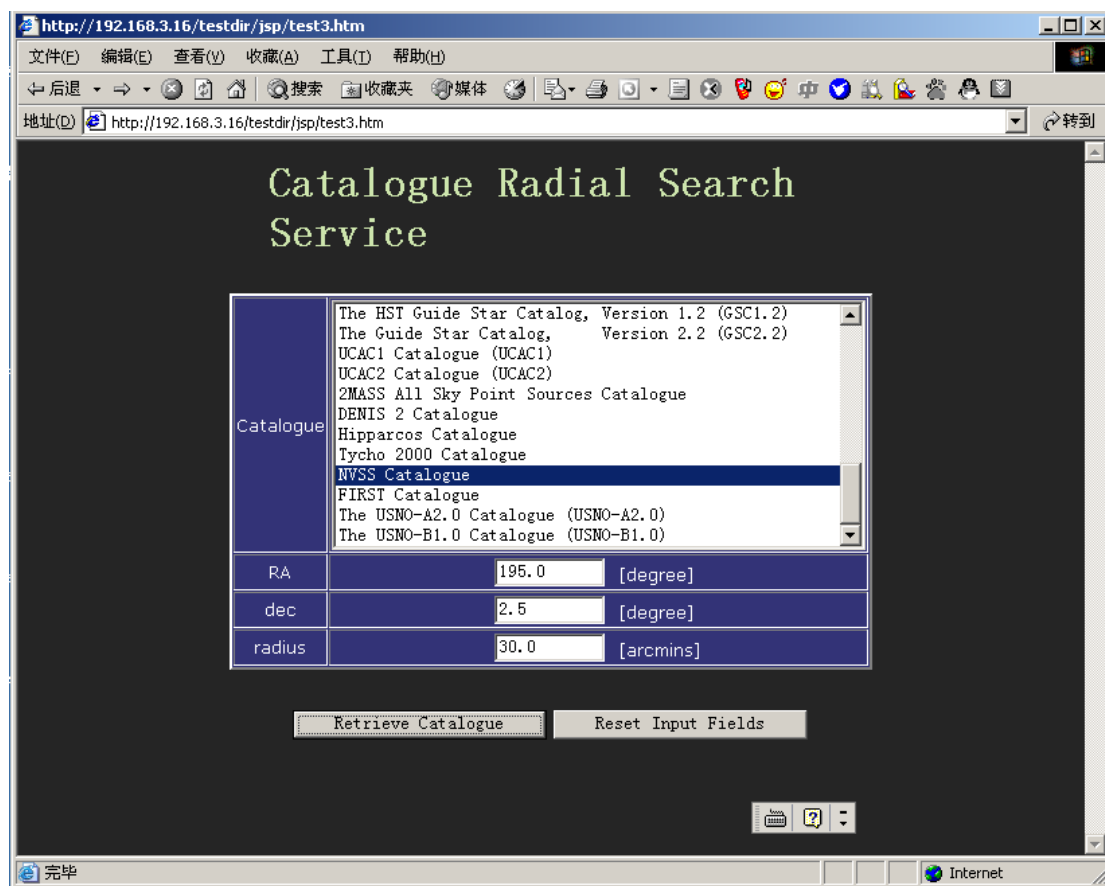 http://192.168.3.16/testdir/jsp/test3.htm
文件(F) 编辑(E) 查看(V) 收藏(A) 工具(T) 帮助(H)
后退 搜索 收藏夹 媒体 中
地址(D) http://192.168.3.16/testdir/jsp/test3.htm 转到
Catalogue Radial Search
Service
The HST Guide Star Catalog, Version 1.2 (GSC1.2)
The Guide Star Catalog, Version 2.2 (GSC2.2)
UCAC1 Catalogue (UCAC1)
UCAC2 Catalogue (UCAC2)
2MASS All Sky Point Sources Catalogue
DENIS 2 Catalogue
Catalogue
Hipparcos Catalogue
Tycho 2000 Catalogue
NVSS Catalogue
FIRST Catalogue
The USNO-A2.0 Catalogue (USNO-A2.0)
The USNO-B1.0 Catalogue (USNO-B1.0)
RA 195.0 [degree]
dec 2.5 [degree]
radius 30.0 [arcmins]
Retrieve Catalogue Reset Input Fields
完毕 Internet